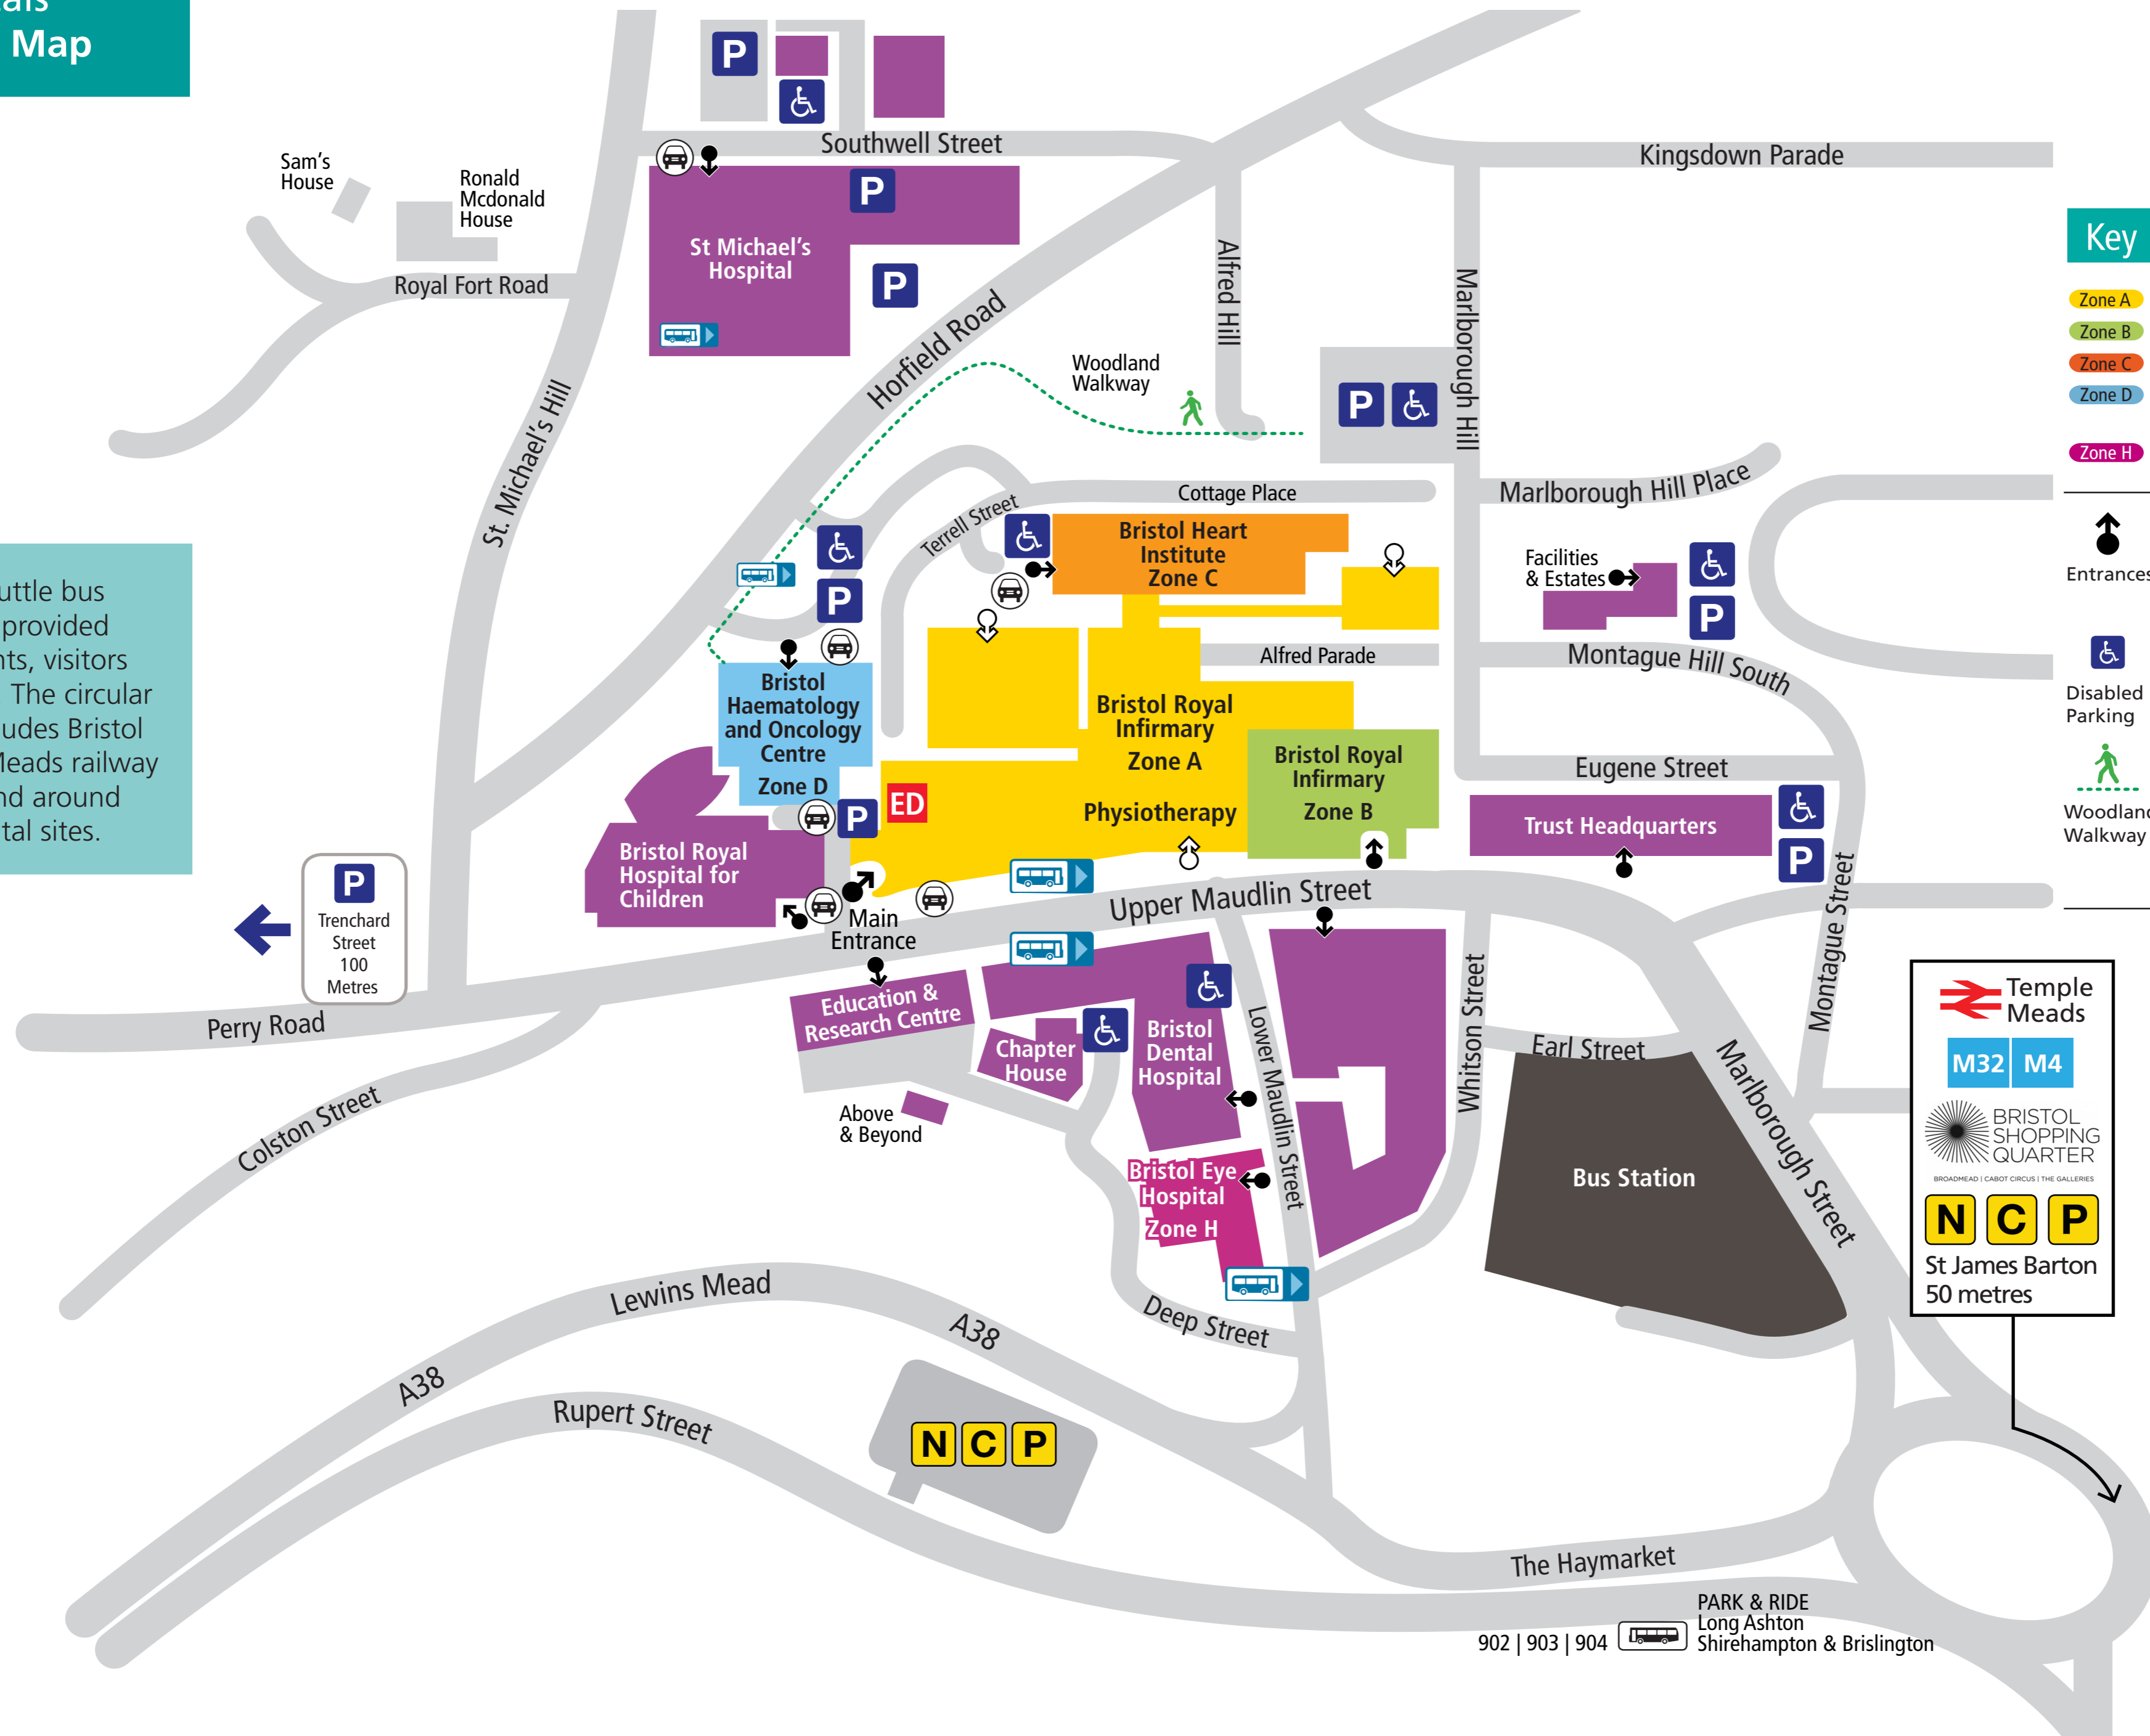 Map
Southwell Street
Kingsdown Parade
Sam's
House
Ronald
Mcdonald
House
P
P
St Michael's
Hospital
P
Royal Fort Road
Alfred Hill
Marlborough Hill
Horfield Road
St. Michael's Hill
Woodland
Walkway
P
Key
Zone A
Zone B
Zone C
Zone D
Zone H
Entrances
Disabled
Parking
Walkway
Cottage Place
Marlborough Hill Place
Terrell Street
Bristol Heart
Institute
Zone C
Facilities
& Estates
P
P
Alfred Parade
Montague Hill South
Bristol
Haematology
and Oncology
Centre
Zone D
Bristol Royal
Infirmary
Zone A
Physiotherapy
Bristol Royal
Infirmary
Zone B
Eugene Street
Trust Headquarters
P
ED
P
Bristol Royal
Hospital for
Children
Main
Entrance
Upper Maudlin Street
Montague Street
provided
visitors
The circular
Bristol
railway
around
sites.
P
Trenchard
Street
100
Metres
Perry Road
Colston Street
Education &
Research Centre
Chapter
House
Bristol
Dental
Hospital
Lower Maudlin Street
Whitson Street
Earl Street
Marlborough Street
Above
& Beyond
Bristol Eye
Hospital
Zone H
Bus Station
Deep Street
Temple
Meads
M32 M4
BRISTOL
SHOPPING
QUARTER
BROADMEAD | CABOT CIRCUS | THE GALLERIES
NCP
St James Barton
50 metres
Lewins Mead
A38
A38
Rupert Street
NCP
The Haymarket
902 | 903 | 904
PARK & RIDE
Long Ashton
Shirehampton & Brislington